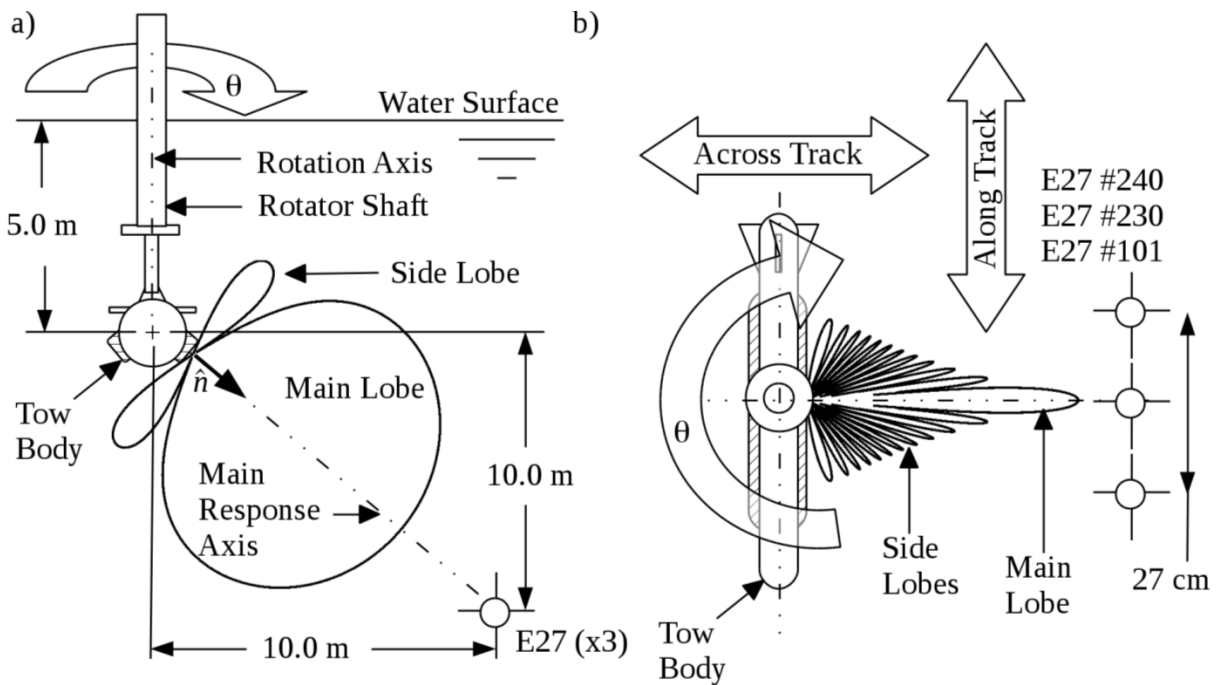 a)
θ
Water Surface
Rotation Axis
Rotator Shaft
5.0 m
Side Lobe
n̂
Main Lobe
Tow
Body
Main
Response
Axis
10.0 m
10.0 m
E27 (x3)
b)
Across Track
Along Track
E27 #240
E27 #230
E27 #101
θ
Side
Lobes
Main
Lobe
27 cm
Tow
Body